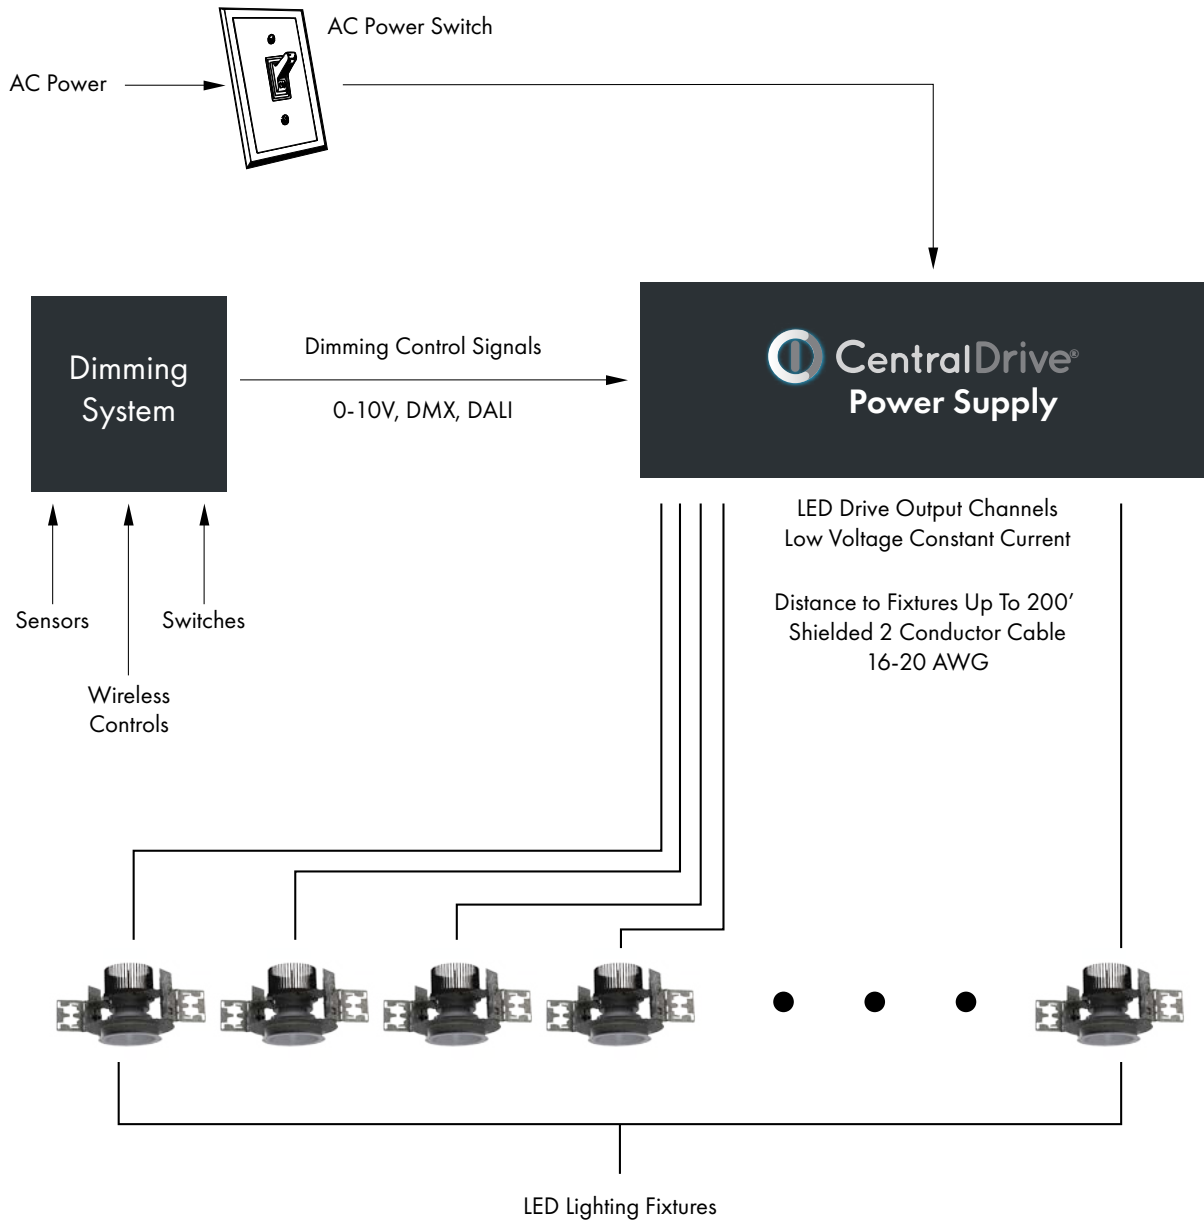 AC Power Switch
AC Power
Dimming
System
Dimming Control Signals
0-10V, DMX, DALI
CentralDrive®
Power Supply
LED Drive Output Channels
Low Voltage Constant Current
Distance to Fixtures Up To 200’
Shielded 2 Conductor Cable
16-20 AWG
Sensors
Switches
Wireless
Controls
LED Lighting Fixtures